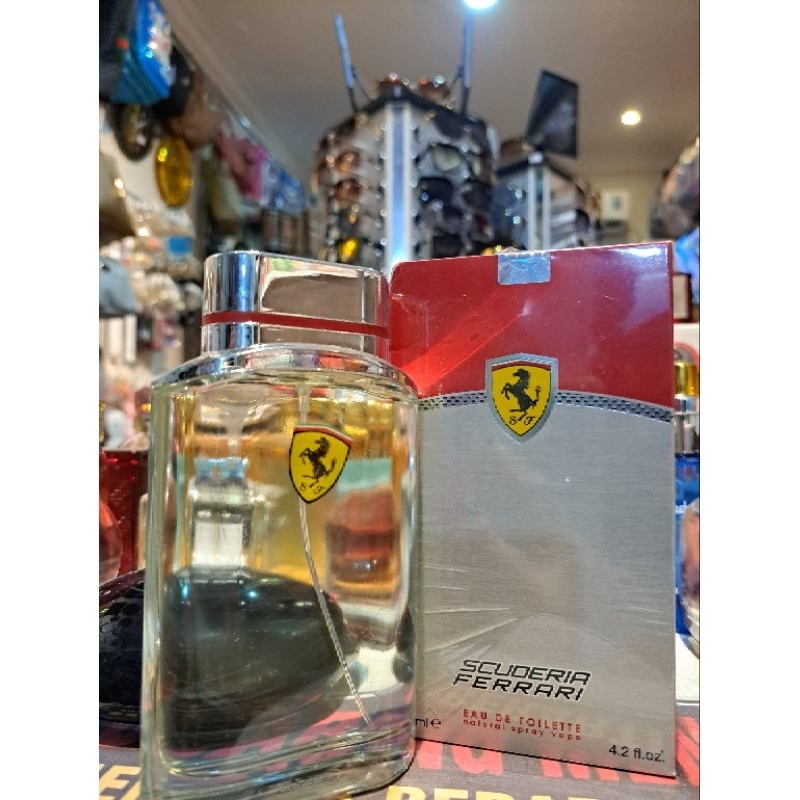 S F
SCUDERIA
FERRARI
ml e EAU DE TOILETTE
natural spray vapo
4.2 fl.oz.